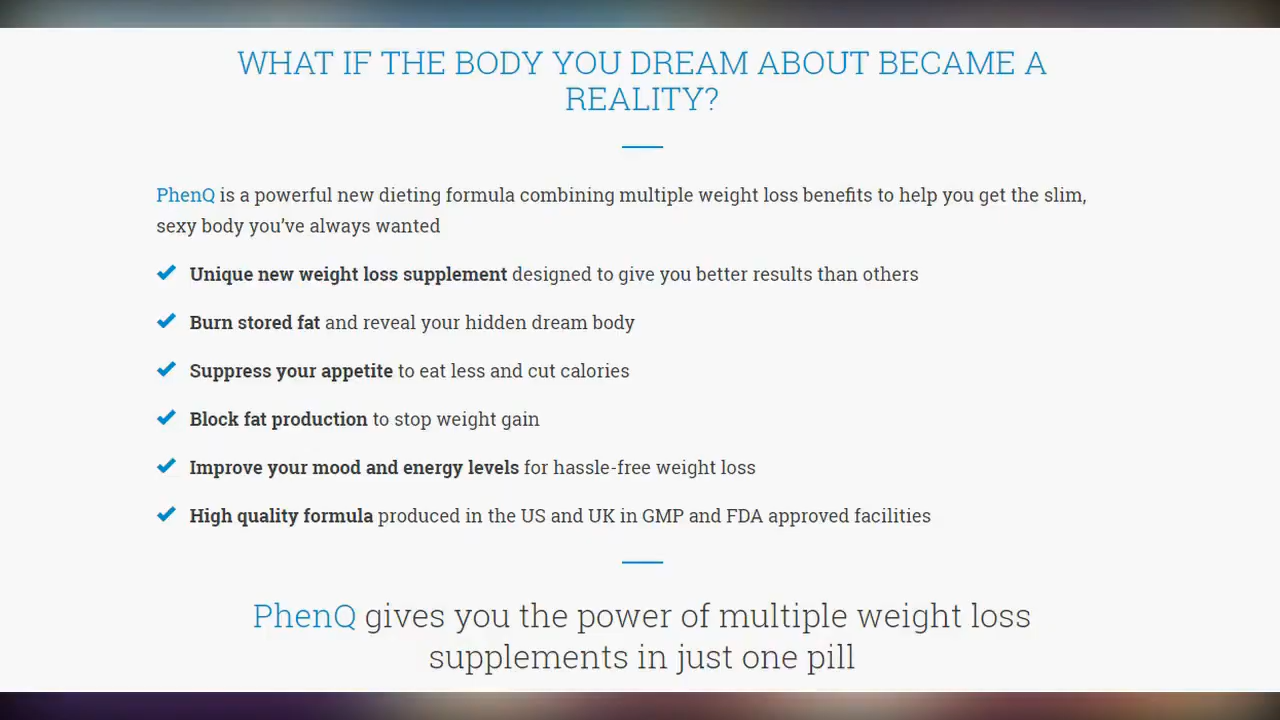 WHAT IF THE BODY YOU DREAM ABOUT BECAME A
REALITY?
PhenQ is a powerful new dieting formula combining multiple weight loss benefits to help you get the slim,
sexy body you’ve always wanted
Unique new weight loss supplement designed to give you better results than others
Burn stored fat and reveal your hidden dream body
Suppress your appetite to eat less and cut calories
Block fat production to stop weight gain
Improve your mood and energy levels for hassle-free weight loss
High quality formula produced in the US and UK in GMP and FDA approved facilities
PhenQ gives you the power of multiple weight loss
supplements in just one pill